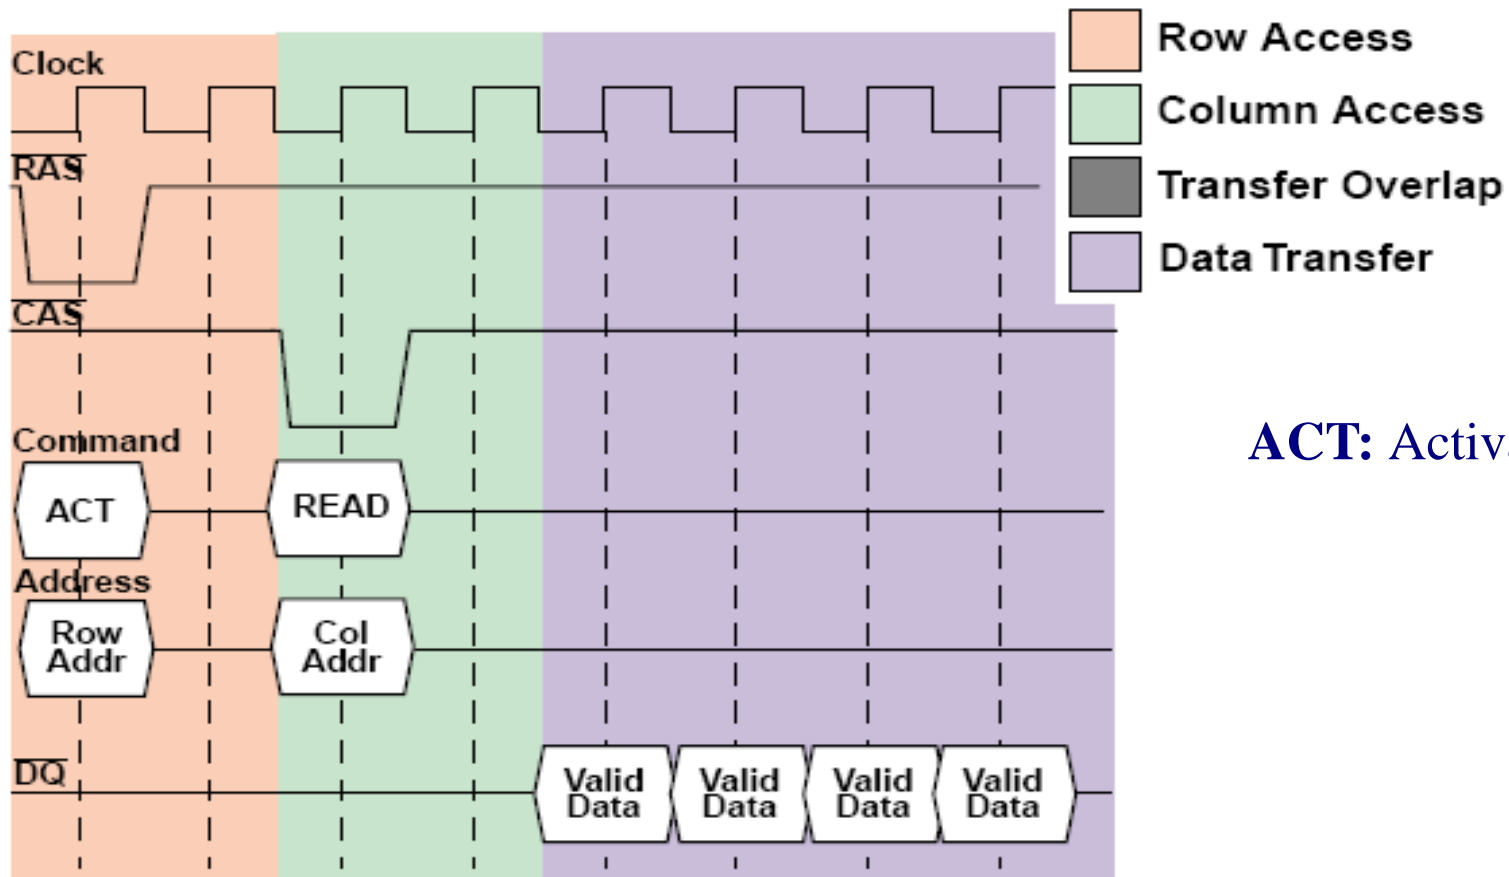 Clock
RAS
CAS
Command
ACT
READ
Address
Row
Addr
Col
Addr
DQ
Valid
Data
Valid
Data
Valid
Data
Valid
Data
Row Access
Column Access
Transfer Overlap
Data Transfer
ACT: